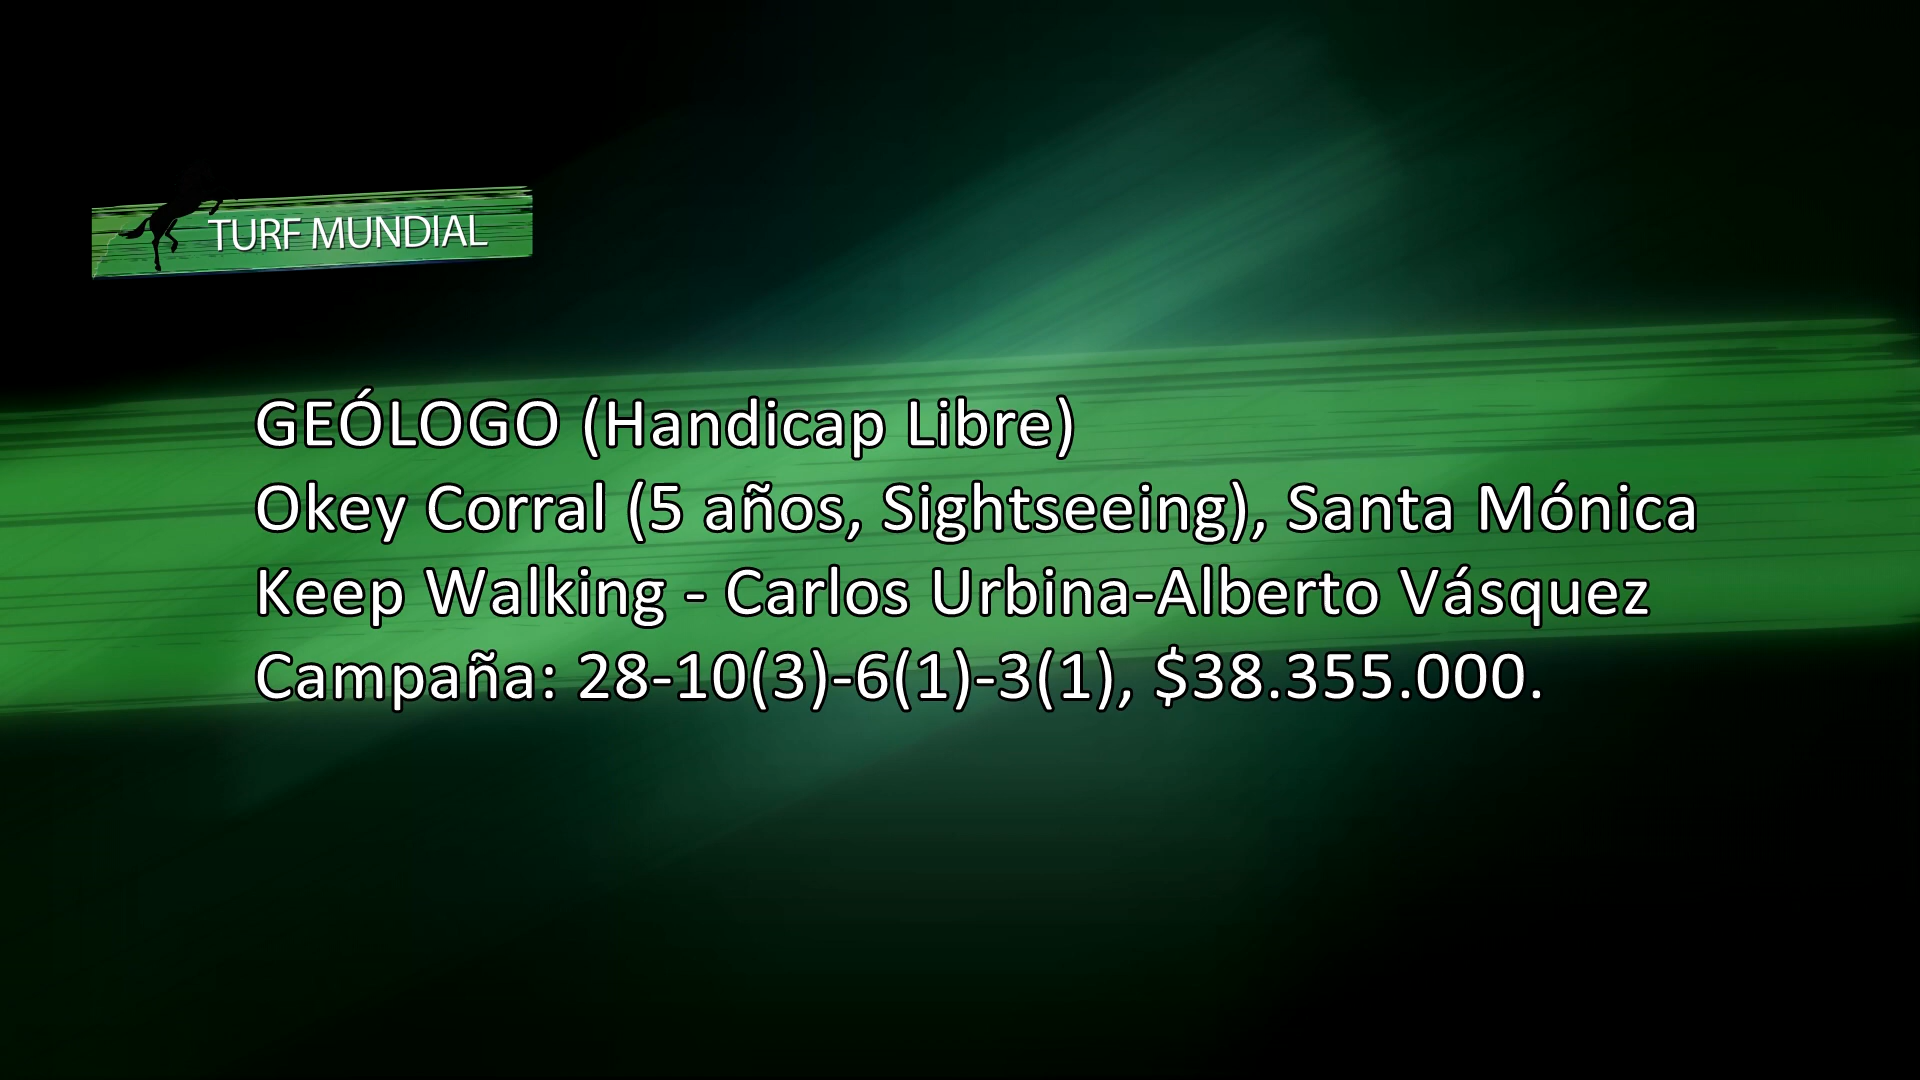 TURF MUNDIAL
GEÓLOGO (Handicap Libre)
Okey Corral (5 años, Sightseeing), Santa Mónica
Keep Walking - Carlos Urbina-Alberto Vásquez
Campaña: 28-10(3)-6(1)-3(1), $38.355.000.